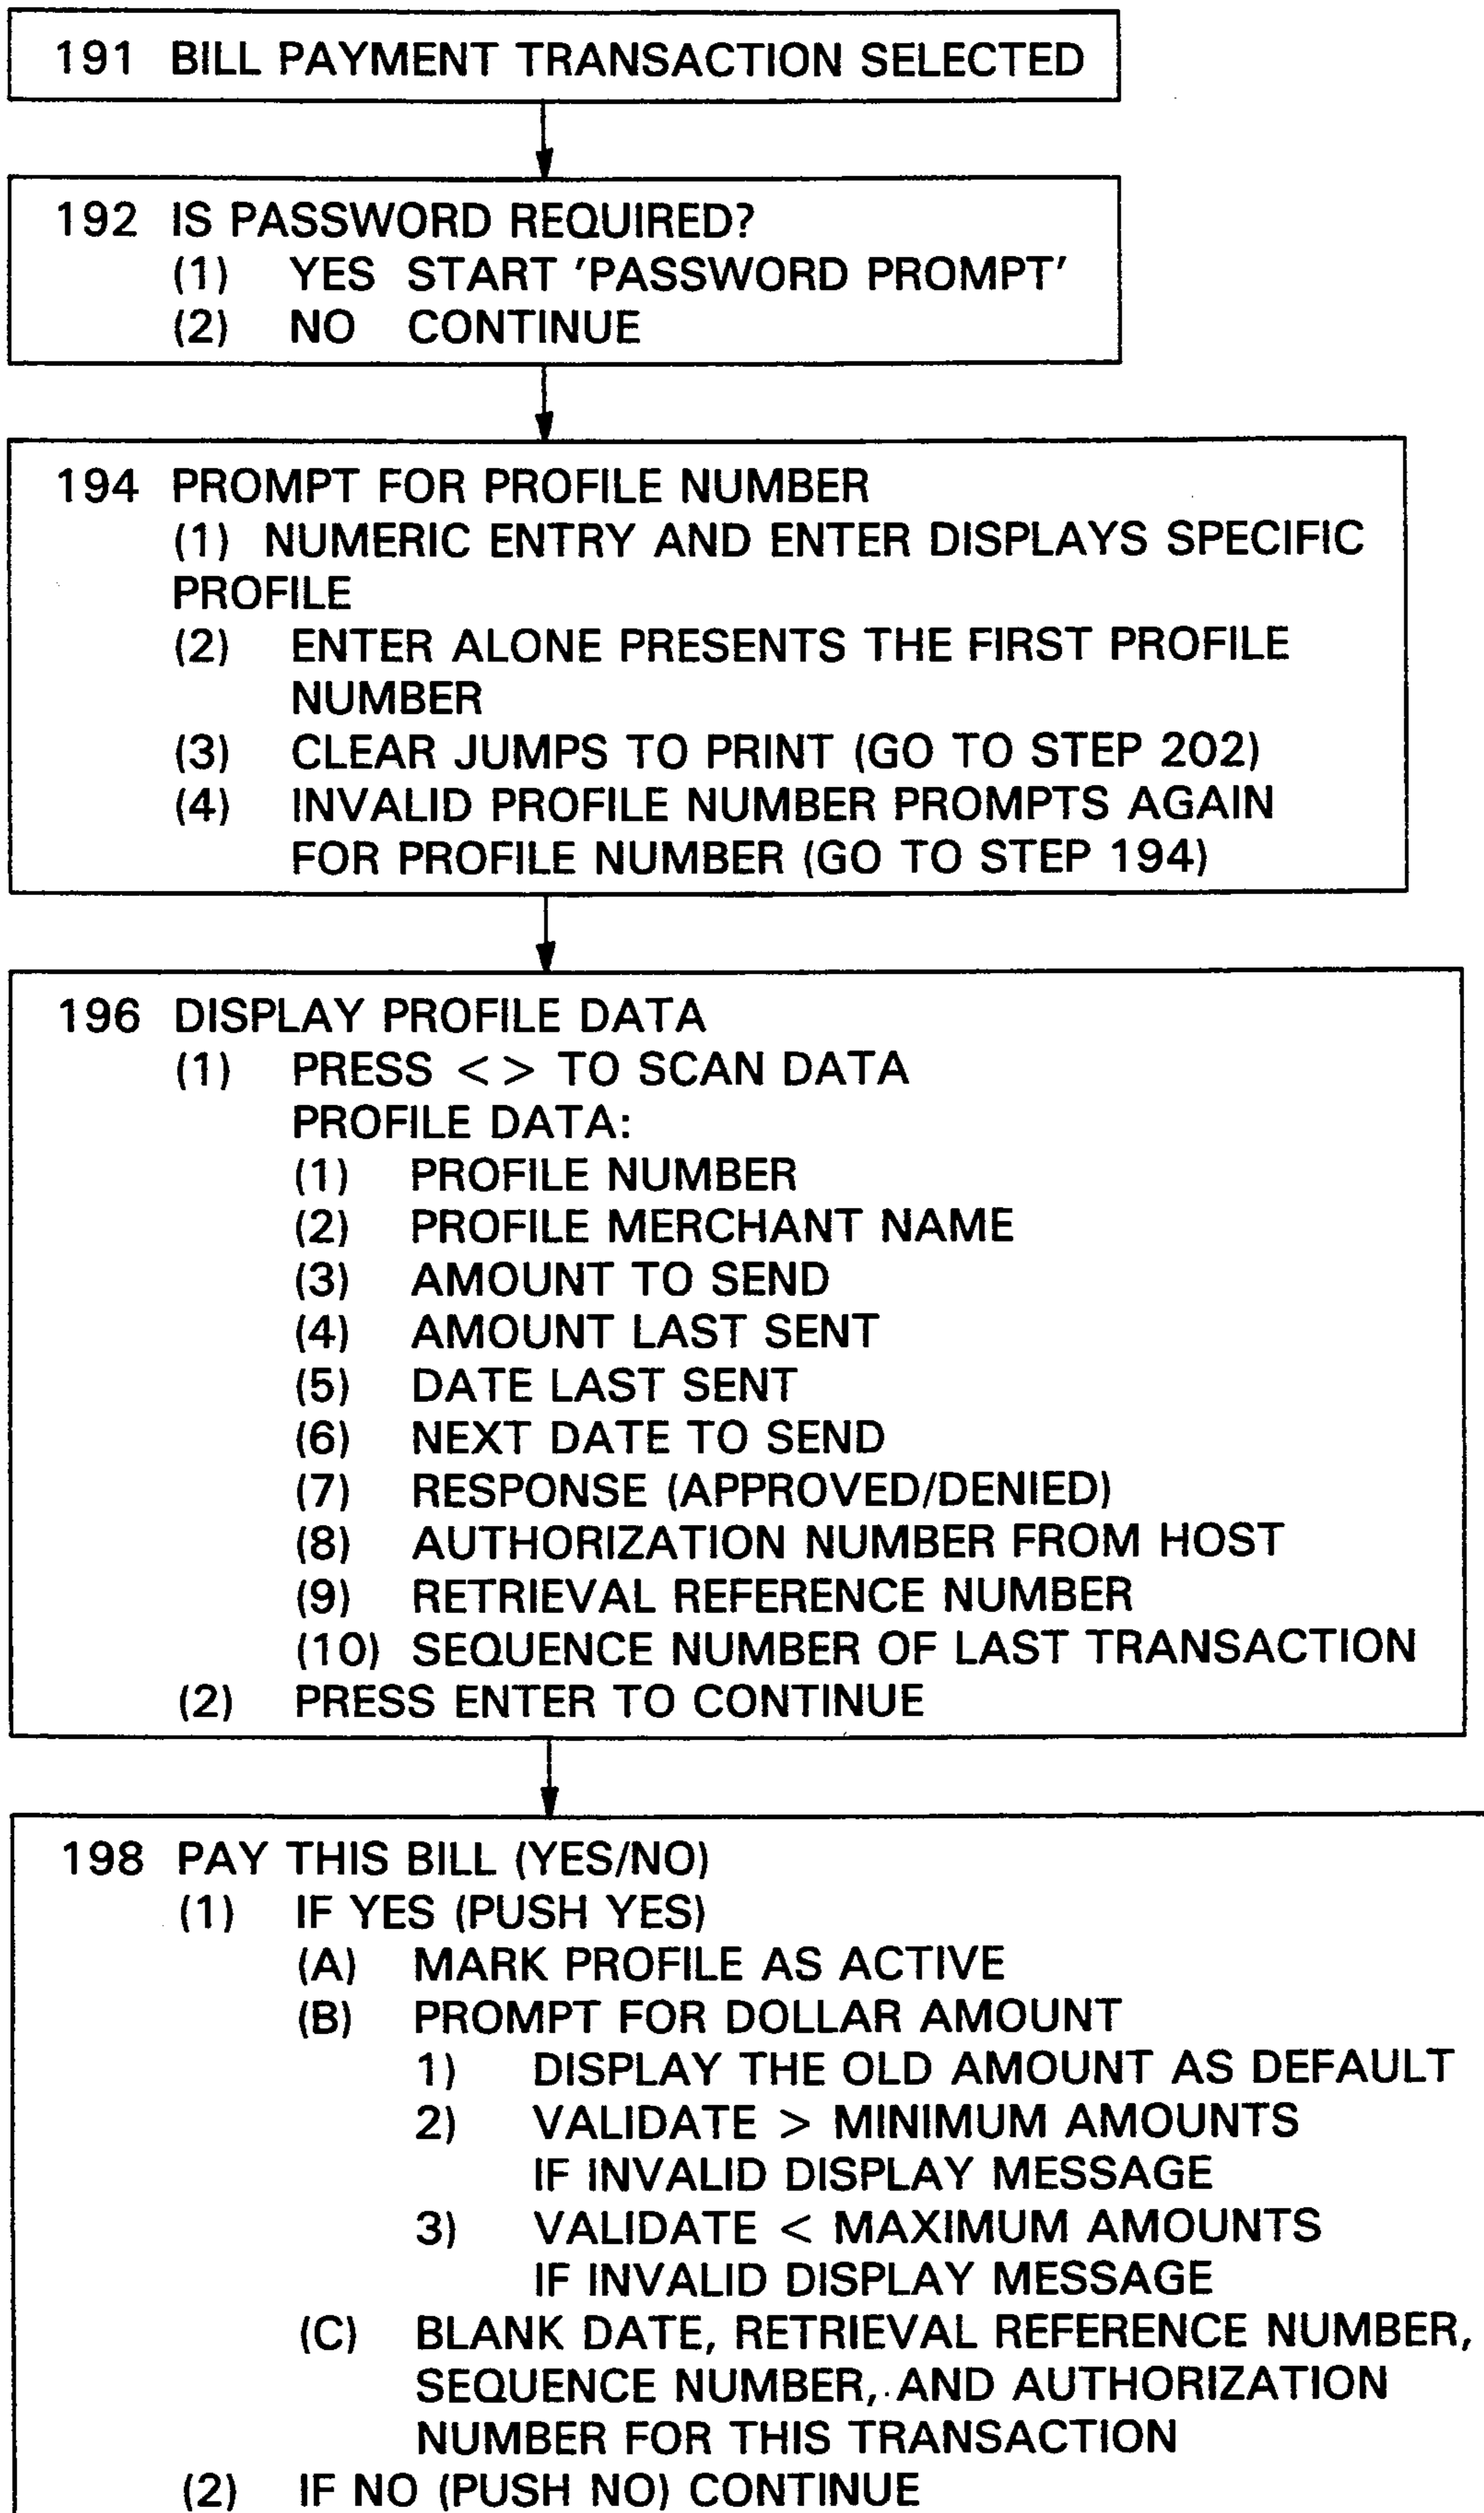 191 BILL PAYMENT TRANSACTION SELECTED
192 IS PASSWORD REQUIRED?
(1) YES START 'PASSWORD PROMPT'
(2) NO CONTINUE
194 PROMPT FOR PROFILE NUMBER
(1) NUMERIC ENTRY AND ENTER DISPLAYS SPECIFIC
PROFILE
(2) ENTER ALONE PRESENTS THE FIRST PROFILE
NUMBER
(3) CLEAR JUMPS TO PRINT (GO TO STEP 202)
(4) INVALID PROFILE NUMBER PROMPTS AGAIN
FOR PROFILE NUMBER (GO TO STEP 194)
196 DISPLAY PROFILE DATA
(1) PRESS < > TO SCAN DATA
PROFILE DATA:
(1) PROFILE NUMBER
(2) PROFILE MERCHANT NAME
(3) AMOUNT TO SEND
(4) AMOUNT LAST SENT
(5) DATE LAST SENT
(6) NEXT DATE TO SEND
(7) RESPONSE (APPROVED/DENIED)
(8) AUTHORIZATION NUMBER FROM HOST
(9) RETRIEVAL REFERENCE NUMBER
(10) SEQUENCE NUMBER OF LAST TRANSACTION
(2) PRESS ENTER TO CONTINUE
198 PAY THIS BILL (YES/NO)
(1) IF YES (PUSH YES)
(A) MARK PROFILE AS ACTIVE
(B) PROMPT FOR DOLLAR AMOUNT
1) DISPLAY THE OLD AMOUNT AS DEFAULT
2) VALIDATE > MINIMUM AMOUNTS
IF INVALID DISPLAY MESSAGE
3) VALIDATE < MAXIMUM AMOUNTS
IF INVALID DISPLAY MESSAGE
(C) BLANK DATE, RETRIEVAL REFERENCE NUMBER,
SEQUENCE NUMBER, AND AUTHORIZATION
NUMBER FOR THIS TRANSACTION
(2) IF NO (PUSH NO) CONTINUE